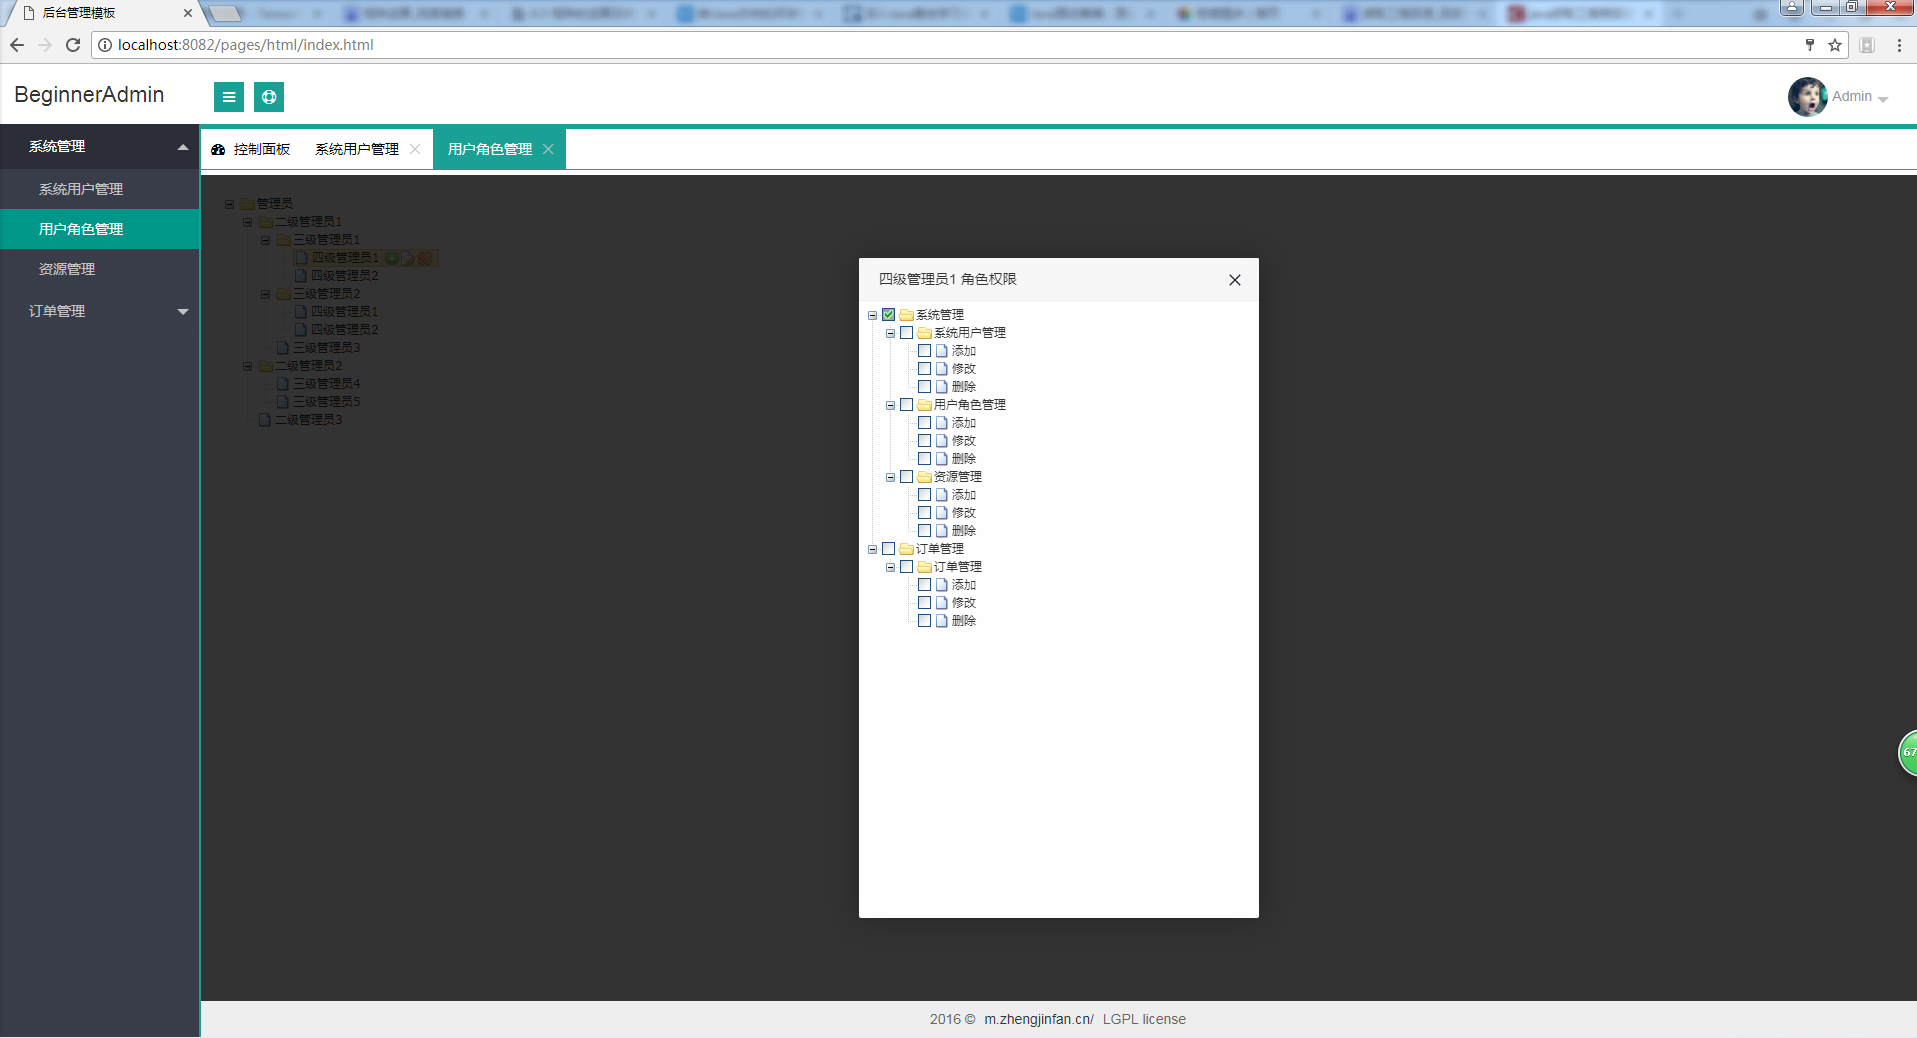 后台管理模板
localhost:8082/pages/html/index.html
BeginnerAdmin
Admin
系统管理
系统用户管理
用户角色管理
资源管理
订单管理
控制面板
系统用户管理
用户角色管理
管理员
二级管理员1
三级管理员1
四级管理员1
四级管理员2
三级管理员2
四级管理员1
四级管理员2
三级管理员3
二级管理员2
三级管理员4
三级管理员5
二级管理员3
四级管理员1 角色权限
系统管理
系统用户管理
添加
修改
删除
用户角色管理
添加
修改
删除
资源管理
添加
修改
删除
订单管理
订单管理
添加
修改
删除
67
2016 © m.zhengjinfan.cn/ LGPL license